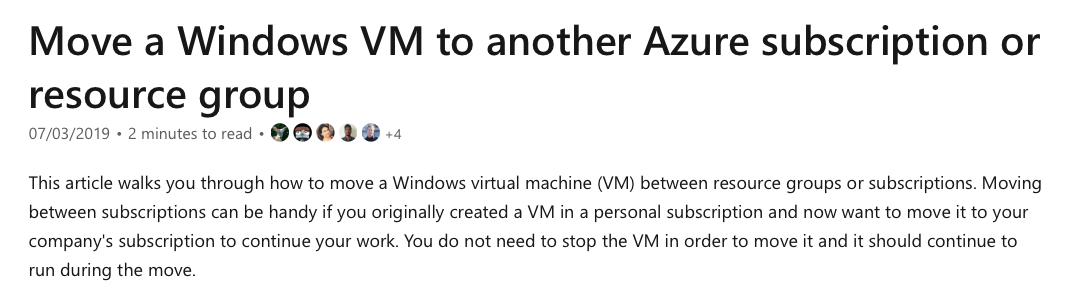 Move a Windows VM to another Azure subscription or
resource group
07/03/2019 • 2 minutes to read • +4
This article walks you through how to move a Windows virtual machine (VM) between resource groups or subscriptions. Moving
between subscriptions can be handy if you originally created a VM in a personal subscription and now want to move it to your
company's subscription to continue your work. You do not need to stop the VM in order to move it and it should continue to
run during the move.